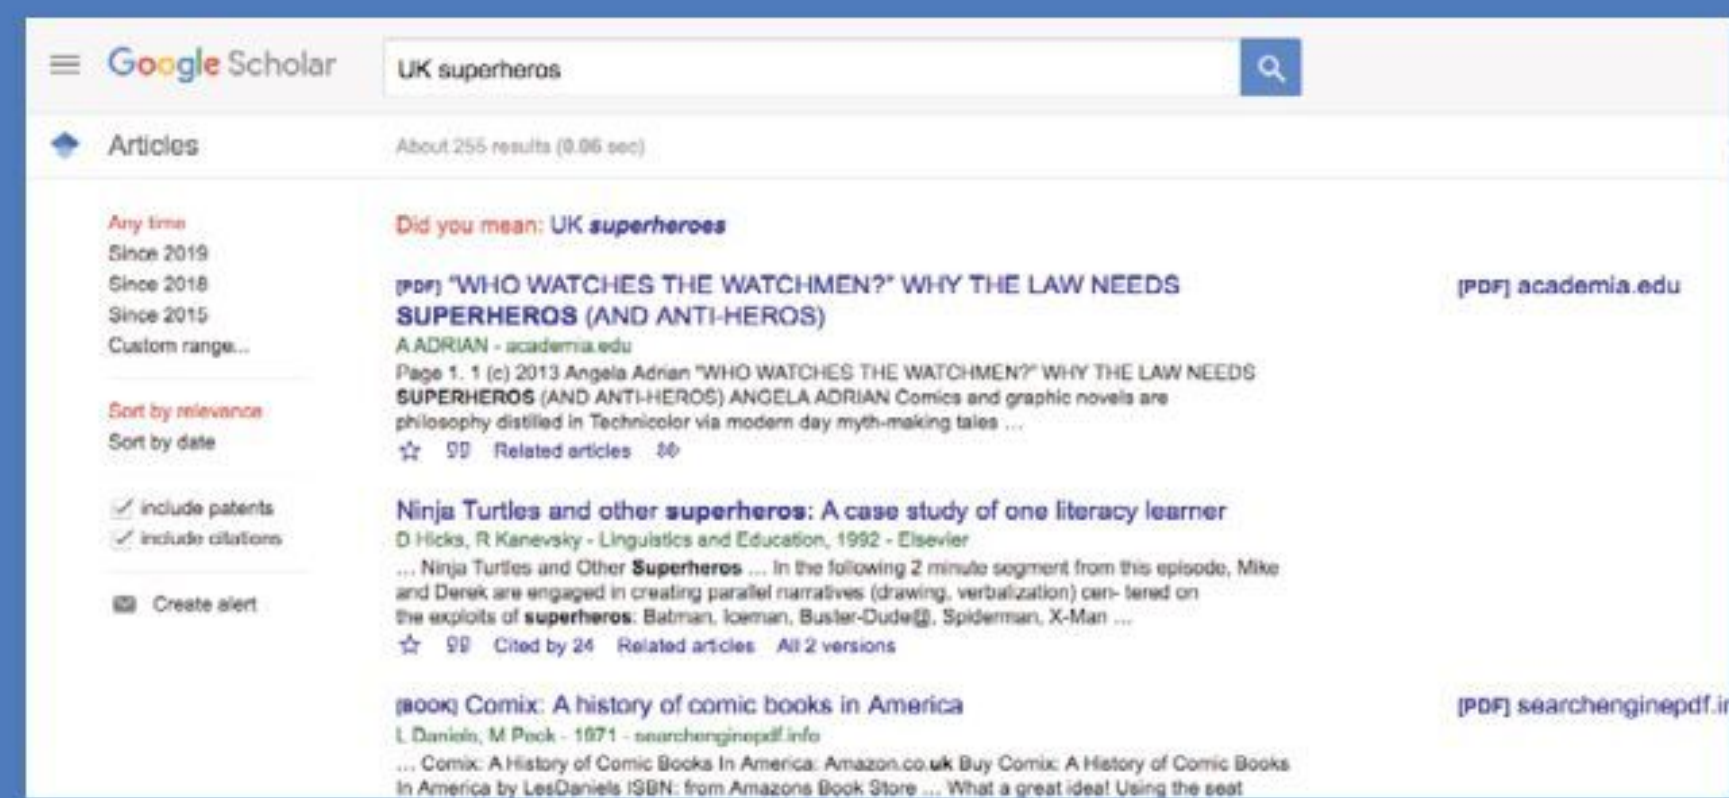 Google Scholar
UK superheros
Articles
About 255 results (0.06 sec)
Any time
Since 2019
Since 2018
Since 2015
Custom range...
Sort by relevance
Sort by date
include patents
include citations
Create alert
Did you mean: UK superheroes
[PDF] "WHO WATCHES THE WATCHMEN?" WHY THE LAW NEEDS
SUPERHEROS (AND ANTI-HEROS)
[PDF] academia.edu
A ADRIAN - academia.edu
Page 1. 1 (c) 2013 Angela Adrian "WHO WATCHES THE WATCHMEN?" WHY THE LAW NEEDS
SUPERHEROS (AND ANTI-HEROS) ANGELA ADRIAN Comics and graphic novels are
philosophy distilled in Technicolor via modern day myth-making tales ...
Related articles
Ninja Turtles and other superheros: A case study of one literacy learner
D Hicks, R Kanevsky - Linguistics and Education, 1992 - Elsevier
... Ninja Turtles and Other Superheros ... In the following 2 minute segment from this episode, Mike
and Derek are engaged in creating parallel narratives (drawing, verbalization) cen- tered on
the exploits of superheros: Batman, Iceman, Buster-Dude@, Spiderman, X-Man ...
Cited by 24 Related articles All 2 versions
[BOOK] Comix: A history of comic books in America
[PDF] searchenginepdf.in
L Daniels, M Peck - 1971 - searchenginepdf.info
... Comix: A History of Comic Books In America: Amazon.co.uk Buy Comix: A History of Comic Books
In America by LesDaniels ISBN: from Amazons Book Store ... What a great idea! Using the seat